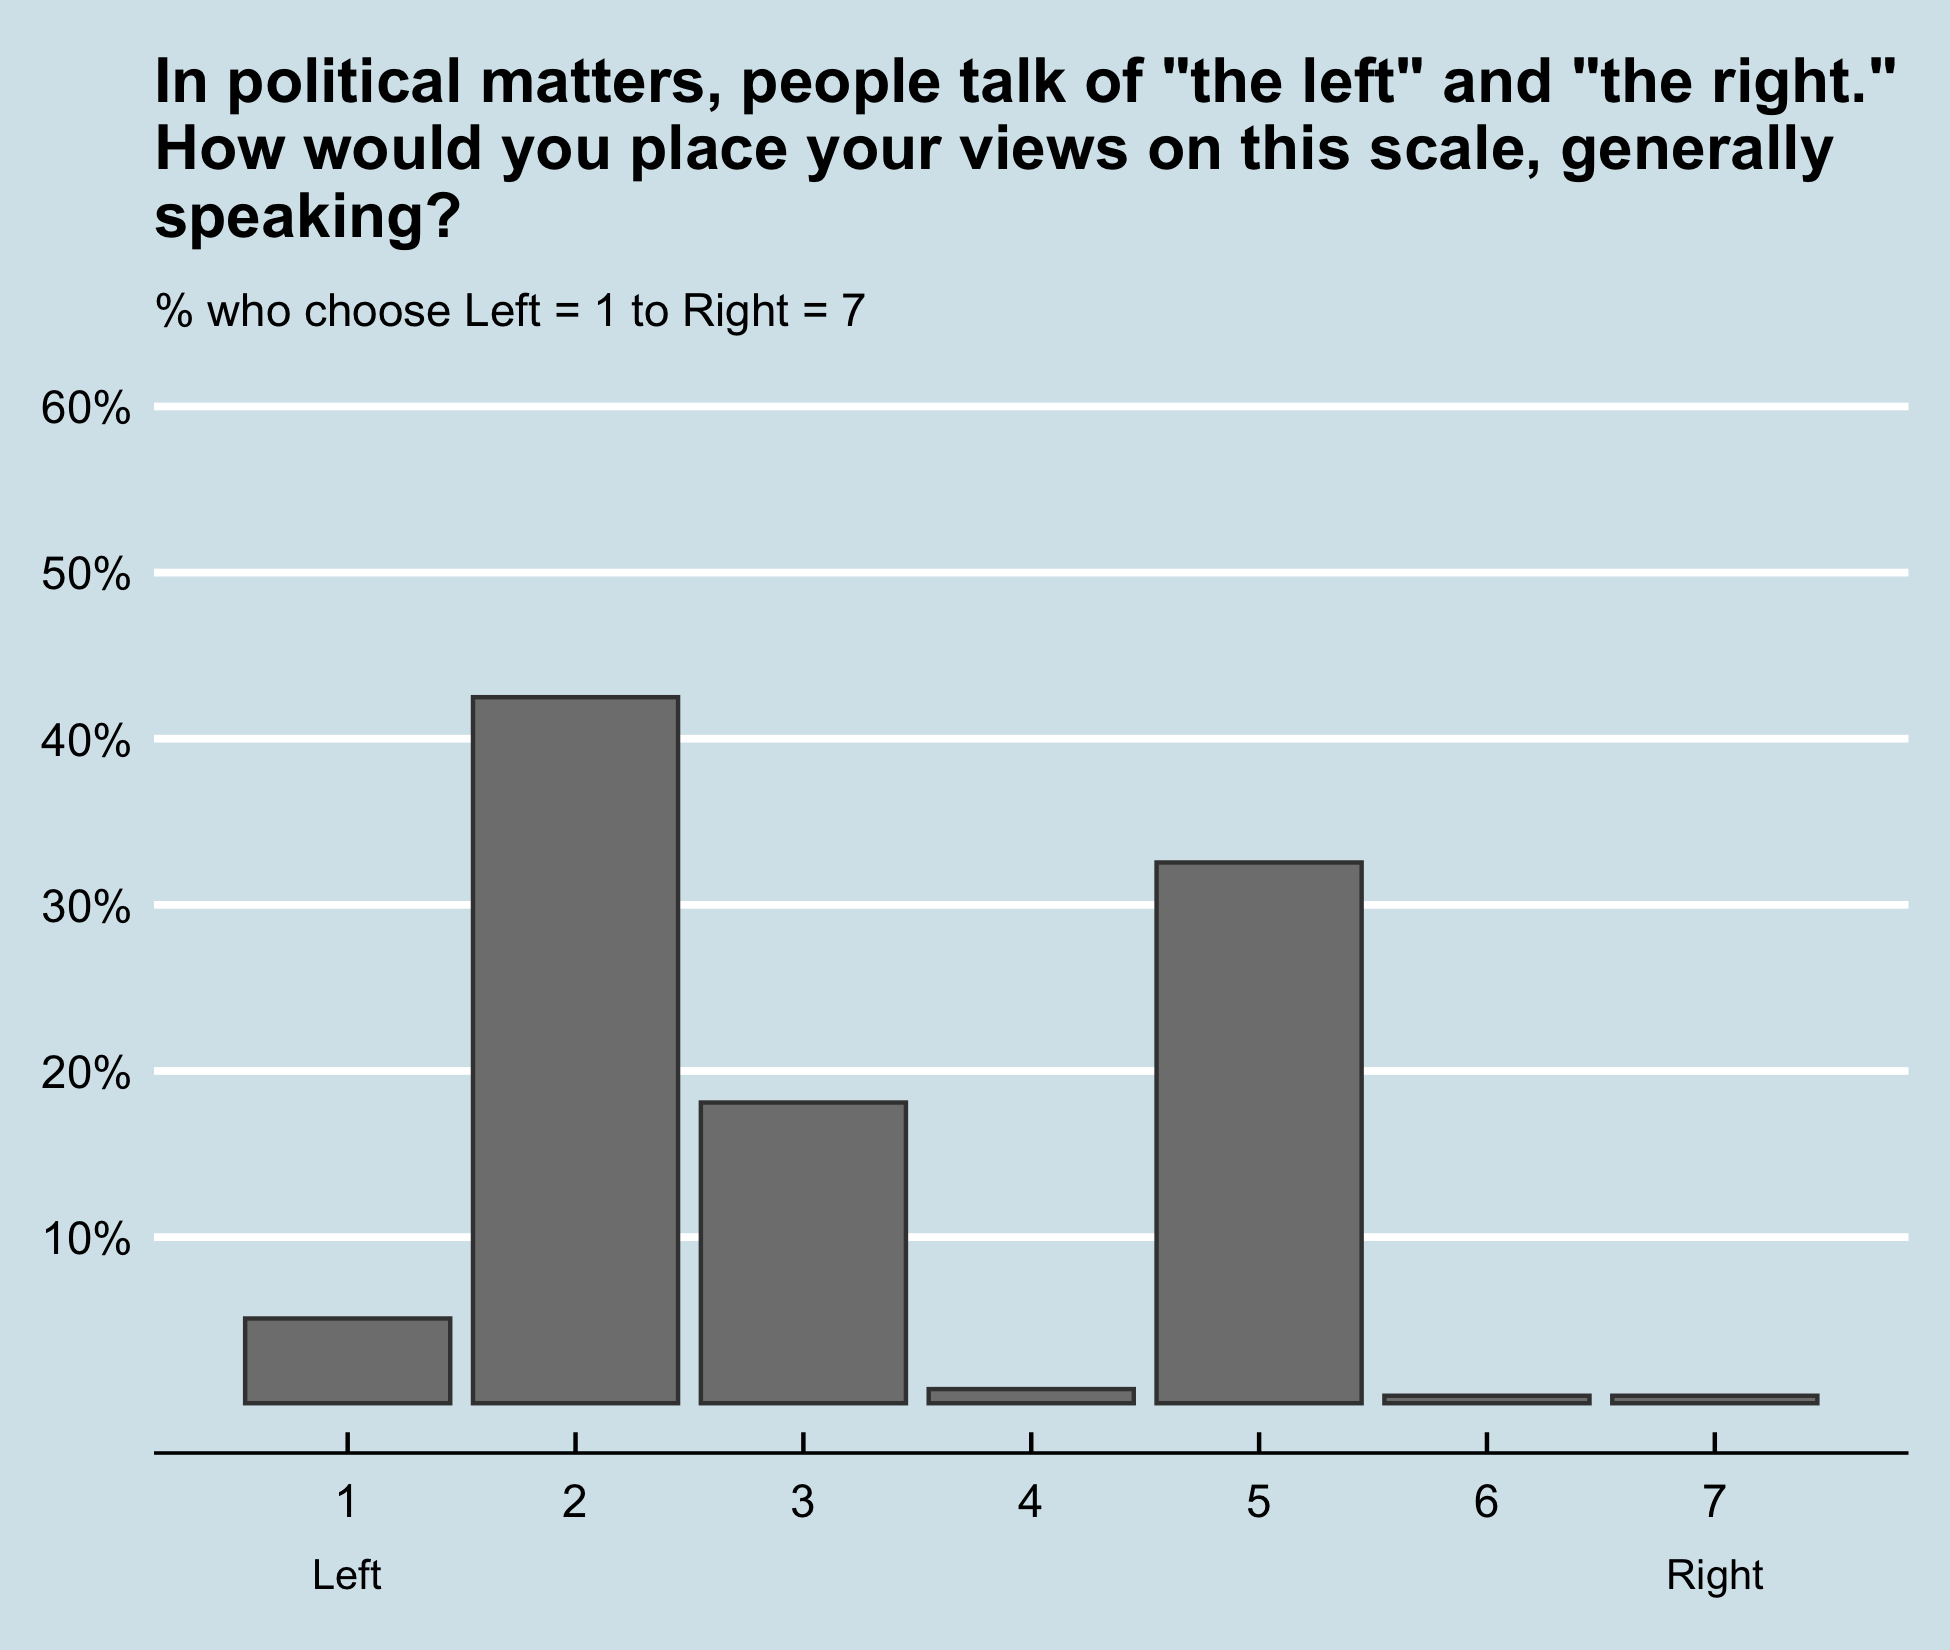 In political matters, people talk of "the left" and "the right."
How would you place your views on this scale, generally
speaking?
% who choose Left = 1 to Right = 7
60%
50%
40%
30%
20%
10%
1 2 3 4 5 6 7
Left Right